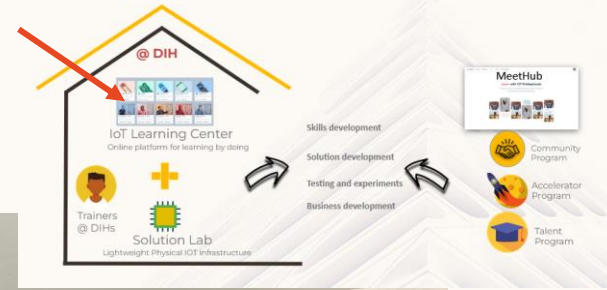 @ DIH
IoT Learning Center
Online platform for learning by doing
Trainers
@ DIHs
Solution Lab
Lightweight Physical IOT Infrastructure
Skills development
Solution development
Testing and experiments
Business development
MeetHub
Community
Program
Accelerator
Program
Talent
Program